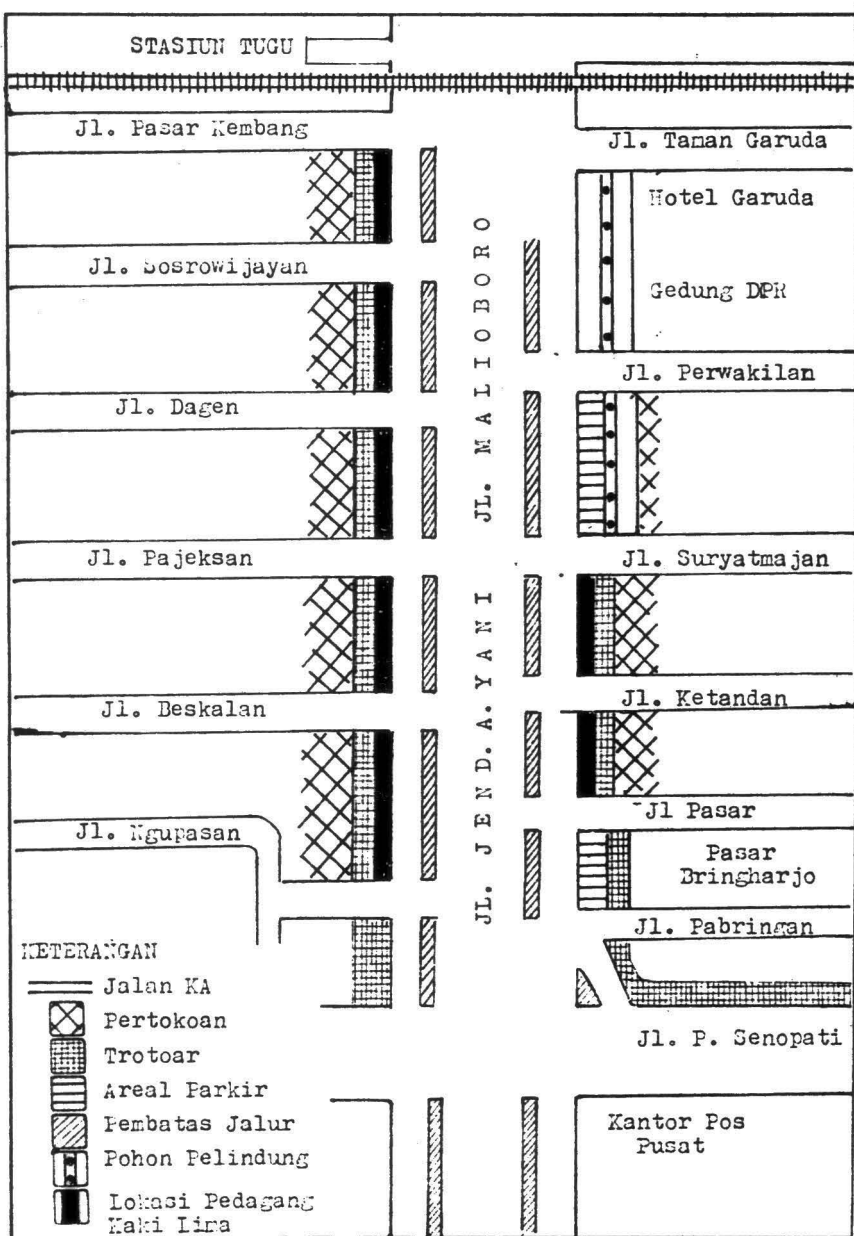 STASIUN TUGU
Jl. Pasar Kembang
Jl. Taman Garuda
Hotel Garuda
Jl. Sosrowijayan
Gedung DPR
JL. MALIOBORO
Jl. Perwakilan
Jl. Dagen
Jl. Pajeksan
Jl. Suryatmajan
JL. JEND. A. YANI
Jl. Beskalan
Jl. Ketandan
Jl Pasar
Jl. Ngupasan
Pasar
Bringharjo
Jl. Pabringan
KETERANGAN
Jalan KA
Pertokoan
Trotoar
Areal Parkir
Pembatas Jalur
Pohon Pelindung
Lokasi Pedagang
Kaki Lima
Jl. P. Senopati
Kantor Pos
Pusat